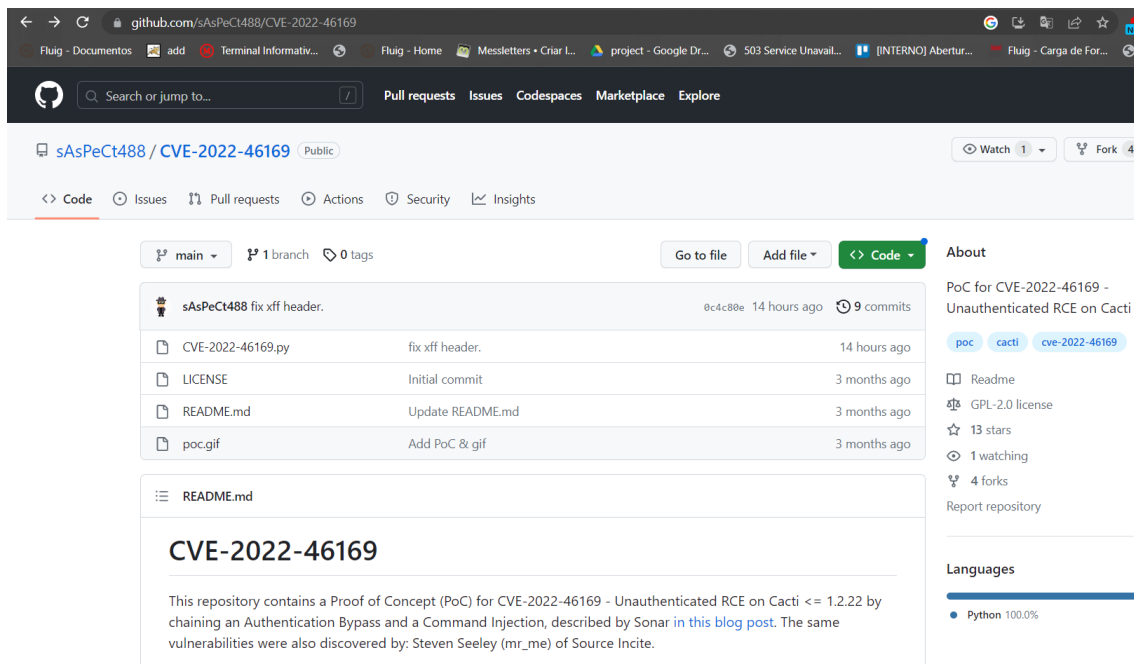 github.com/sAsPeCt488/CVE-2022-46169
Fluig - Documentos add Terminal Informativ... Fluig - Home Messletters • Criar l... project - Google Dr... 503 Service Unavail... [INTERNO] Abertur... Fluig - Carga de For...
Search or jump to... / Pull requests Issues Codespaces Marketplace Explore
sAsPeCt488 / CVE-2022-46169 Public Watch 1 Fork 4
Code Issues Pull requests Actions Security Insights
main 1 branch 0 tags Go to file Add file Code
sAsPeCt488 fix xff header. 0c4c80e 14 hours ago 9 commits
CVE-2022-46169.py fix xff header. 14 hours ago
LICENSE Initial commit 3 months ago
README.md Update README.md 3 months ago
poc.gif Add PoC & gif 3 months ago
README.md
CVE-2022-46169
This repository contains a Proof of Concept (PoC) for CVE-2022-46169 - Unauthenticated RCE on Cacti <= 1.2.22 by
chaining an Authentication Bypass and a Command Injection, described by Sonar in this blog post. The same
vulnerabilities were also discovered by: Steven Seeley (mr_me) of Source Incite.
About
PoC for CVE-2022-46169 -
Unauthenticated RCE on Cacti
poc cacti cve-2022-46169
Readme
GPL-2.0 license
13 stars
1 watching
4 forks
Report repository
Languages
Python 100.0%